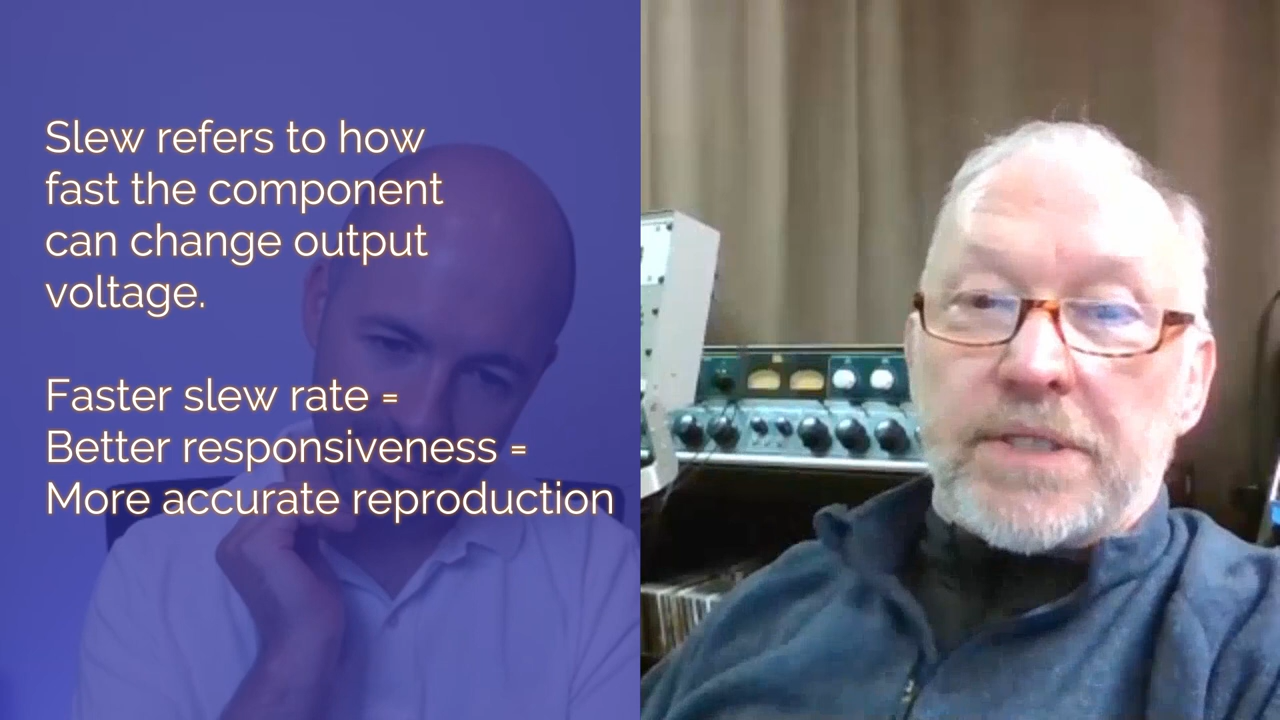 Slew refers to how
fast the component
can change output
voltage.
Faster slew rate =
Better responsiveness =
More accurate reproduction